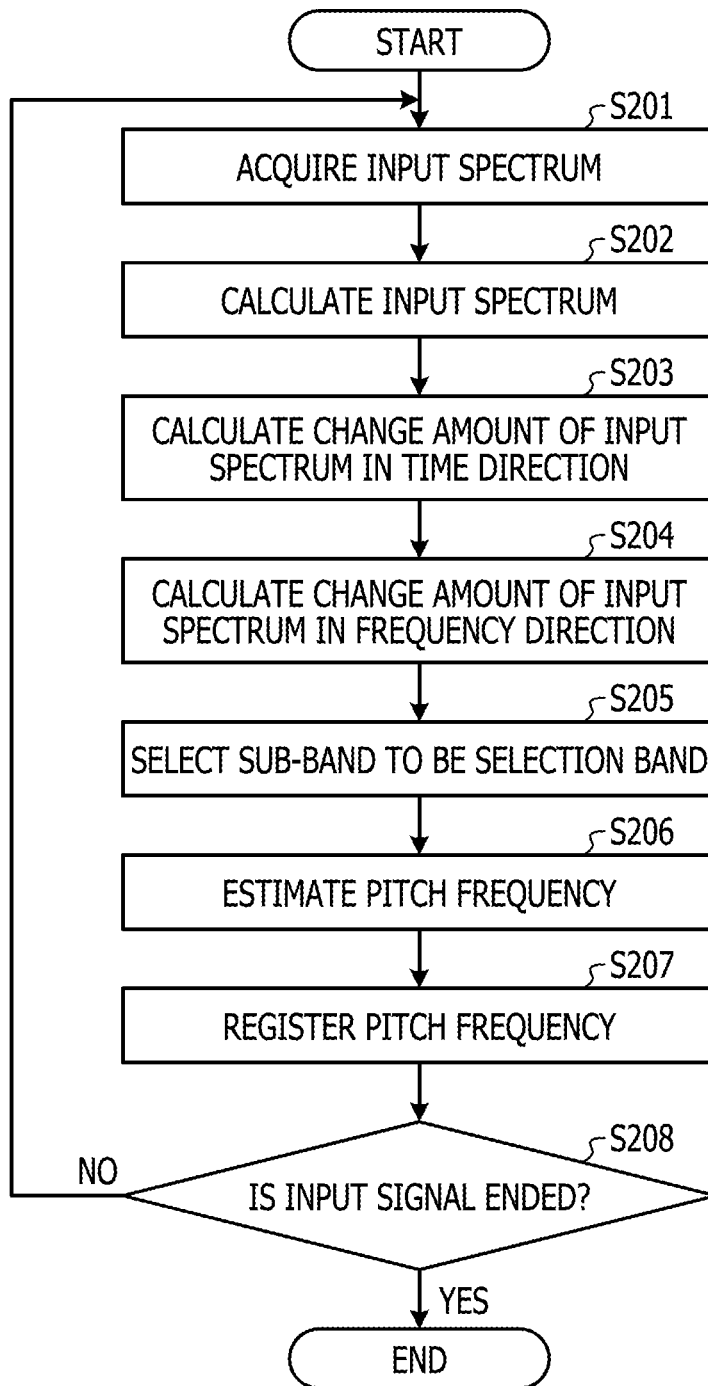 START
S201
ACQUIRE INPUT SPECTRUM
S202
CALCULATE INPUT SPECTRUM
S203
CALCULATE CHANGE AMOUNT OF INPUT
SPECTRUM IN TIME DIRECTION
S204
CALCULATE CHANGE AMOUNT OF INPUT
SPECTRUM IN FREQUENCY DIRECTION
S205
SELECT SUB-BAND TO BE SELECTION BAND
S206
ESTIMATE PITCH FREQUENCY
S207
REGISTER PITCH FREQUENCY
S208
NO
IS INPUT SIGNAL ENDED?
YES
END